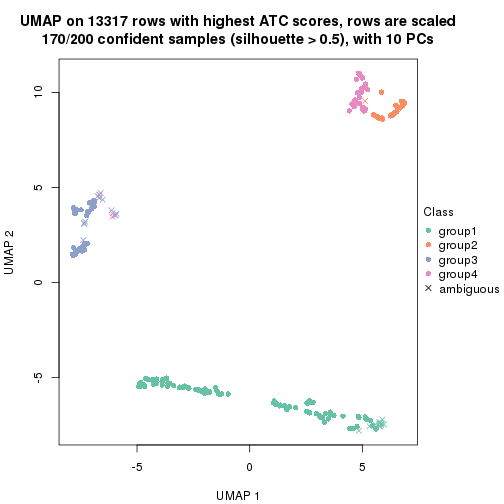 UMAP on 13317 rows with highest ATC scores, rows are scaled
170/200 confident samples (silhouette > 0.5), with 10 PCs
10
5
0
-5
UMAP 2
-5
0
5
UMAP 1
Class
group1
group2
group3
group4
ambiguous